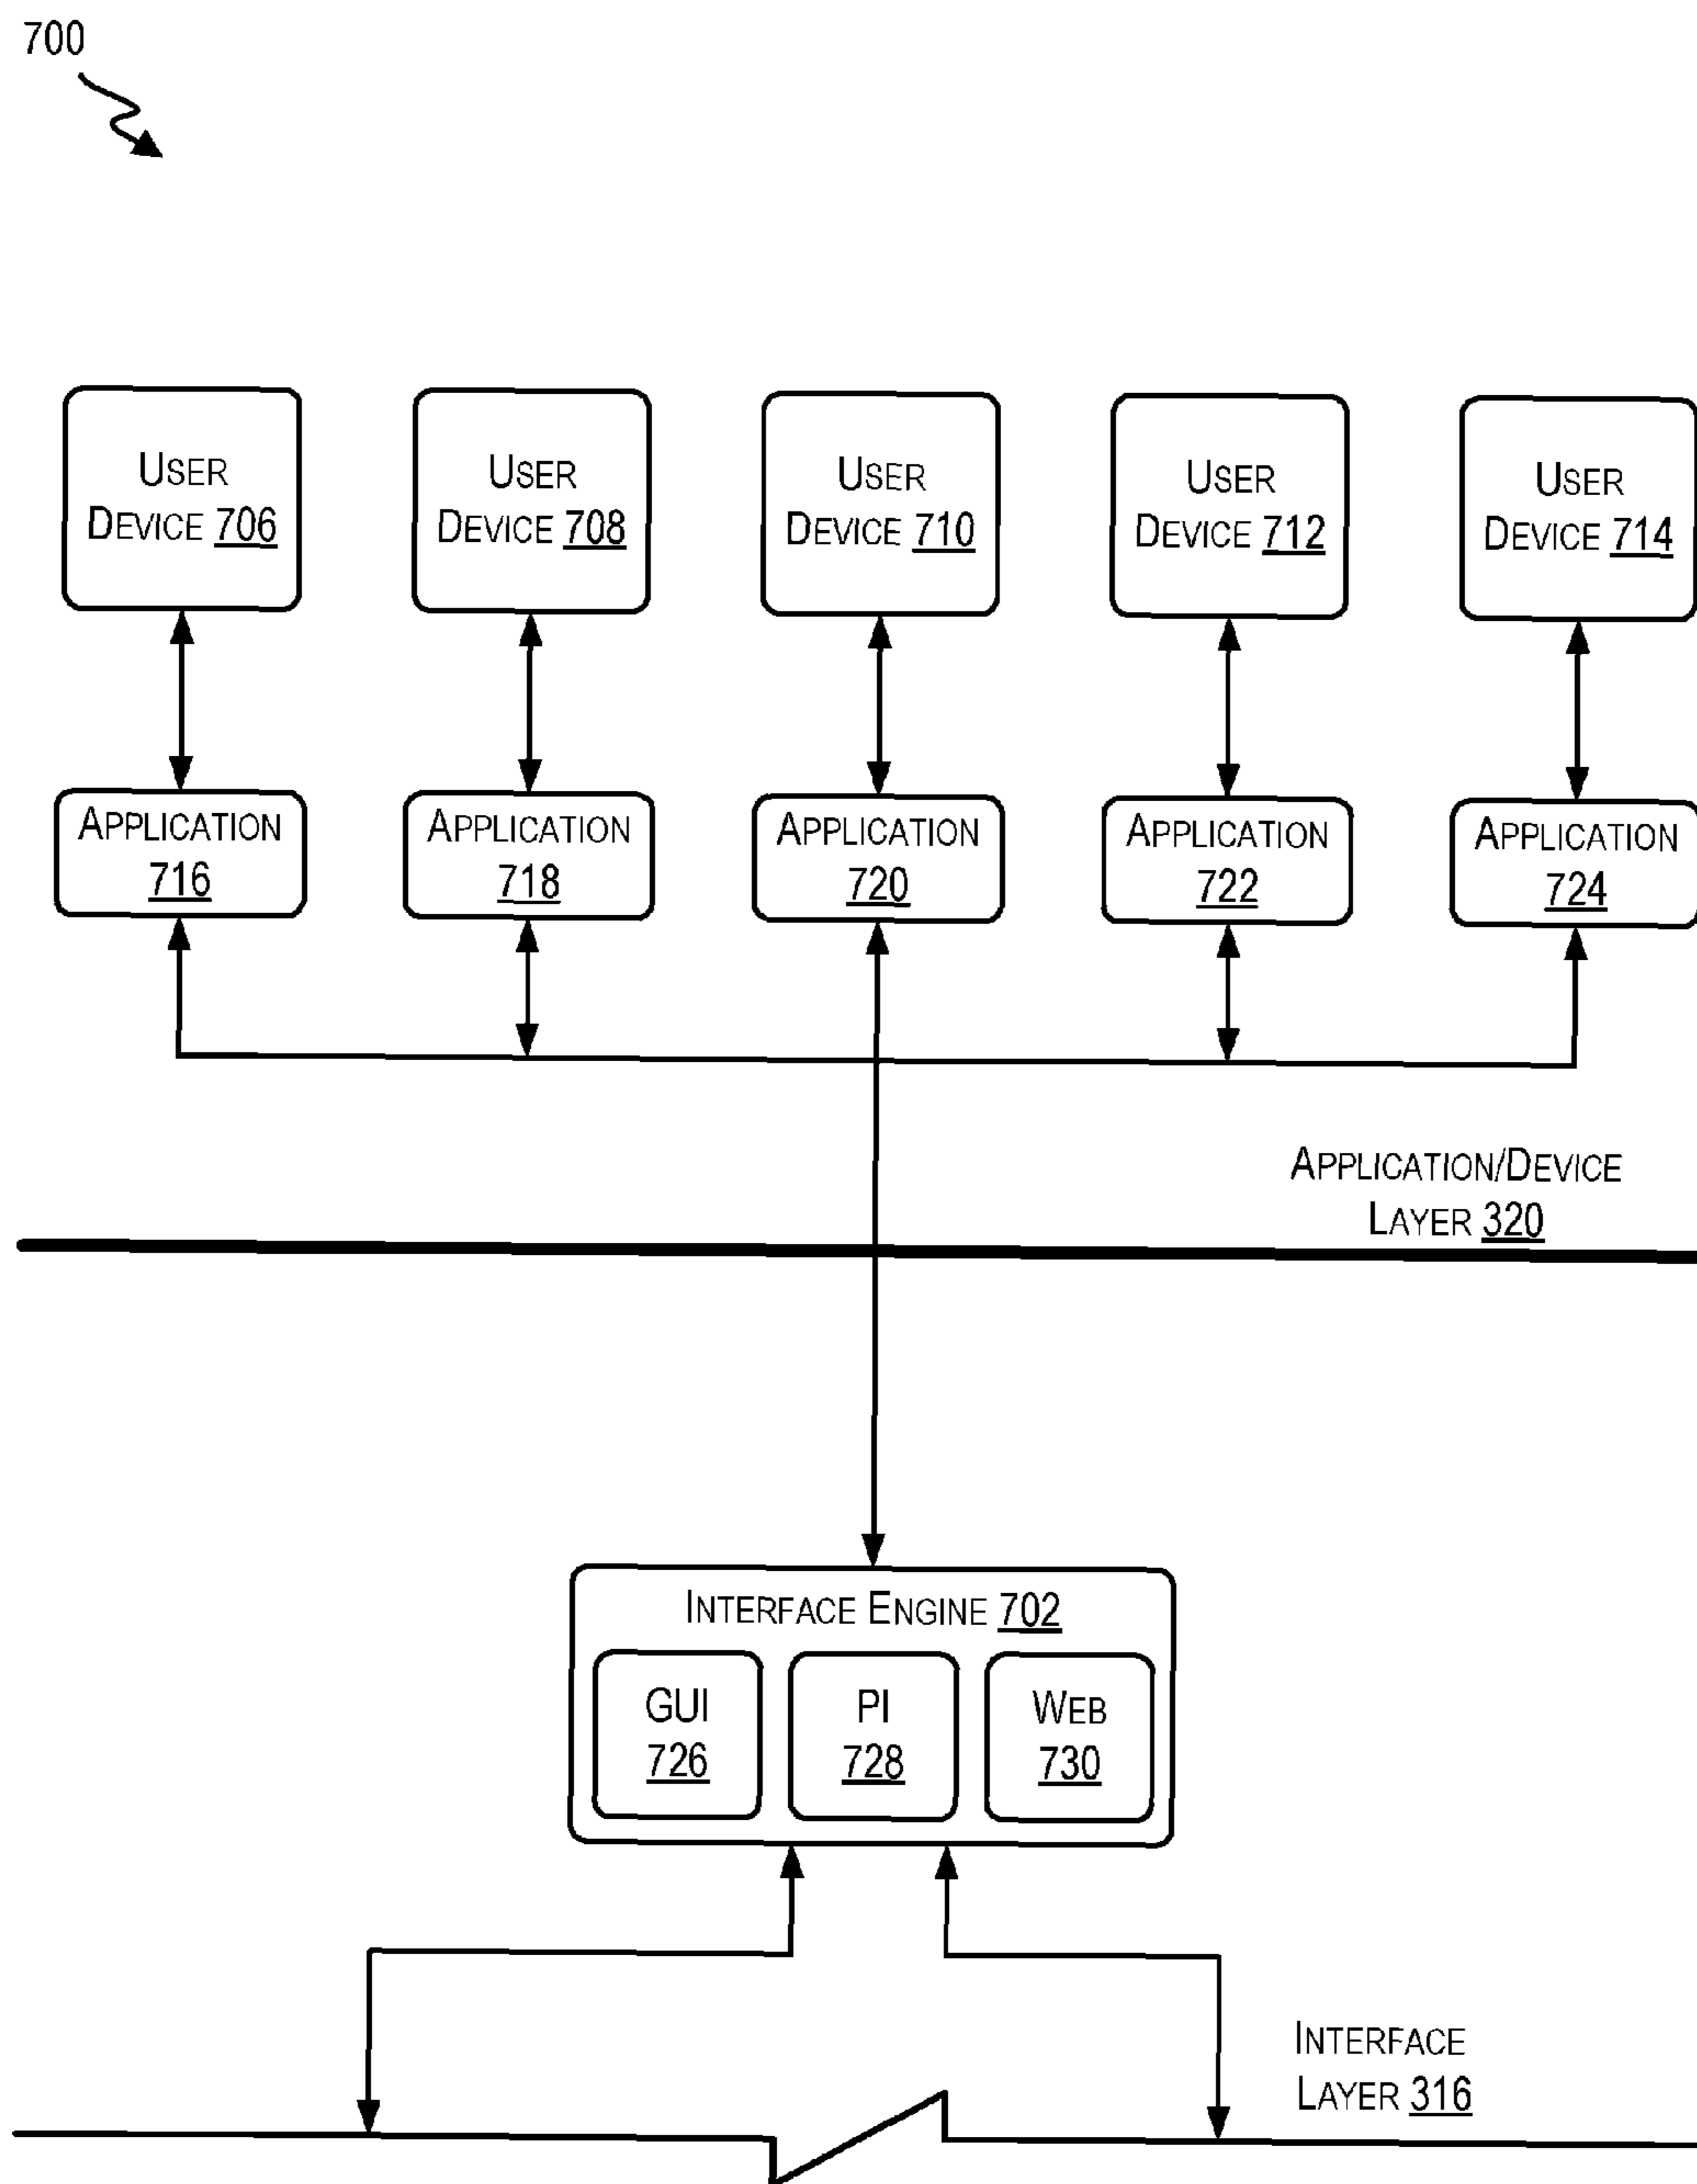 700
User
Device 706
User
Device 708
User
Device 710
User
Device 712
User
Device 714
Application
716
Application
718
Application
720
Application
722
Application
724
Application/Device
Layer 320
Interface Engine 702
GUI
726
PI
728
Web
730
Interface
Layer 316